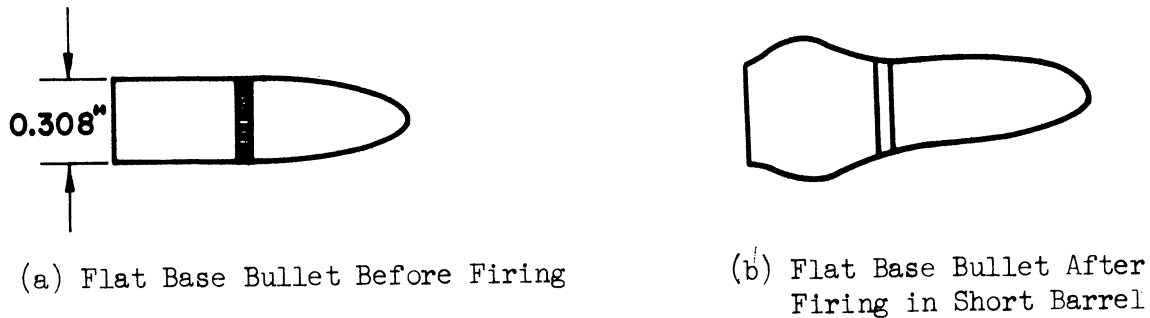 0.308"
(a) Flat Base Bullet Before Firing
(b) Flat Base Bullet After
Firing in Short Barrel